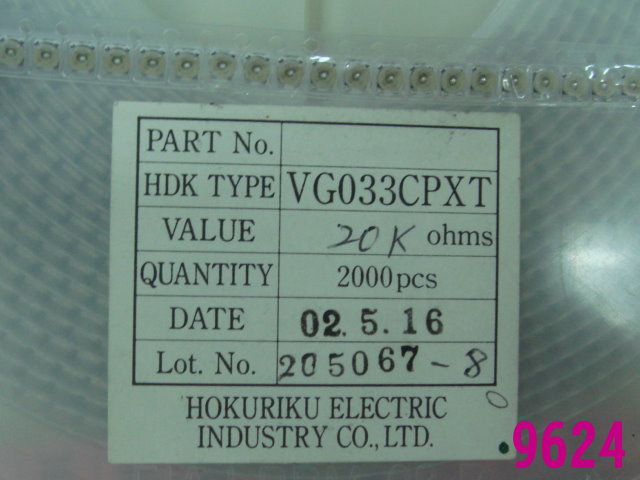 PART No.
HDK TYPE VG033CPXT
VALUE 20K ohms
QUANTITY 2000pcs
DATE 02.5.16
Lot. No. 205067-8
HOKURIKU ELECTRIC
INDUSTRY CO.,LTD.
9624